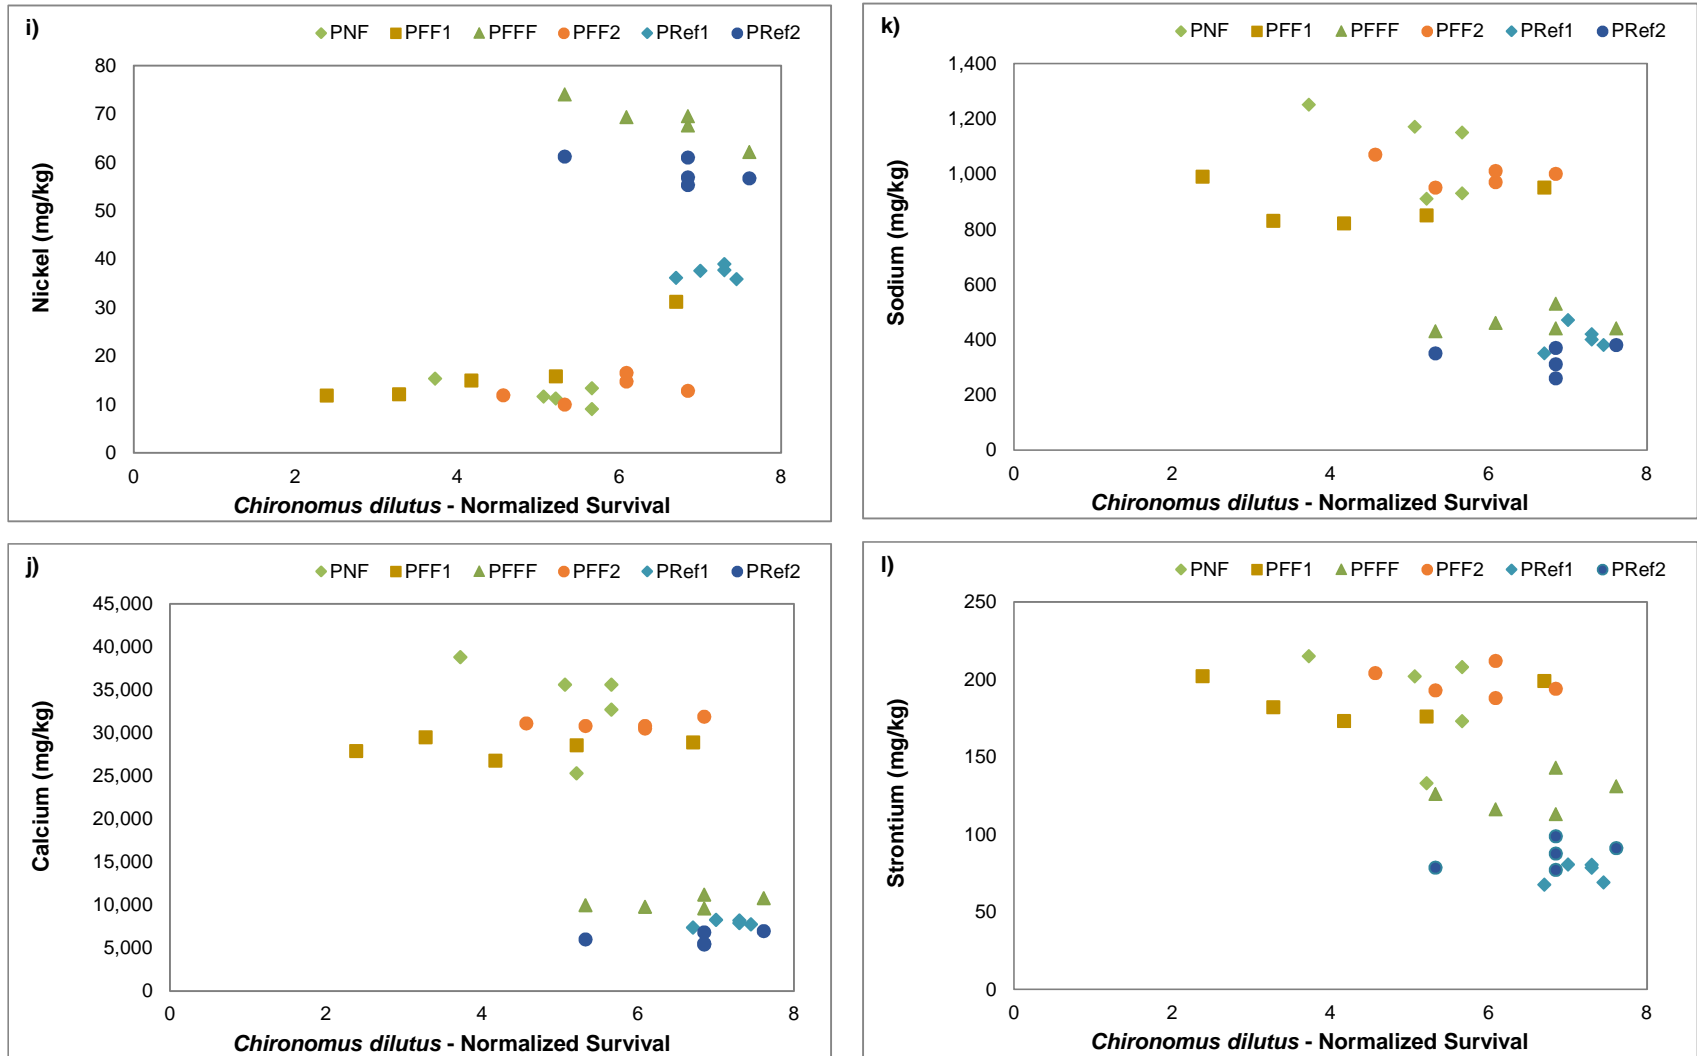 i)
PNF PFF1 PFFF PFF2 PRef1 PRef2
80
70
60
50
40
30
20
10
0
0 2 4 6 8
Nickel (mg/kg)
Chironomus dilutus - Normalized Survival
k)
PNF PFF1 PFFF PFF2 PRef1 PRef2
1,400
1,200
1,000
800
600
400
200
0
0 2 4 6 8
Sodium (mg/kg)
Chironomus dilutus - Normalized Survival
j)
PNF PFF1 PFFF PFF2 PRef1 PRef2
45,000
40,000
35,000
30,000
25,000
20,000
15,000
10,000
5,000
0
0 2 4 6 8
Calcium (mg/kg)
Chironomus dilutus - Normalized Survival
l)
PNF PFF1 PFFF PFF2 PRef1 PRef2
250
200
150
100
50
0
0 2 4 6 8
Strontium (mg/kg)
Chironomus dilutus - Normalized Survival